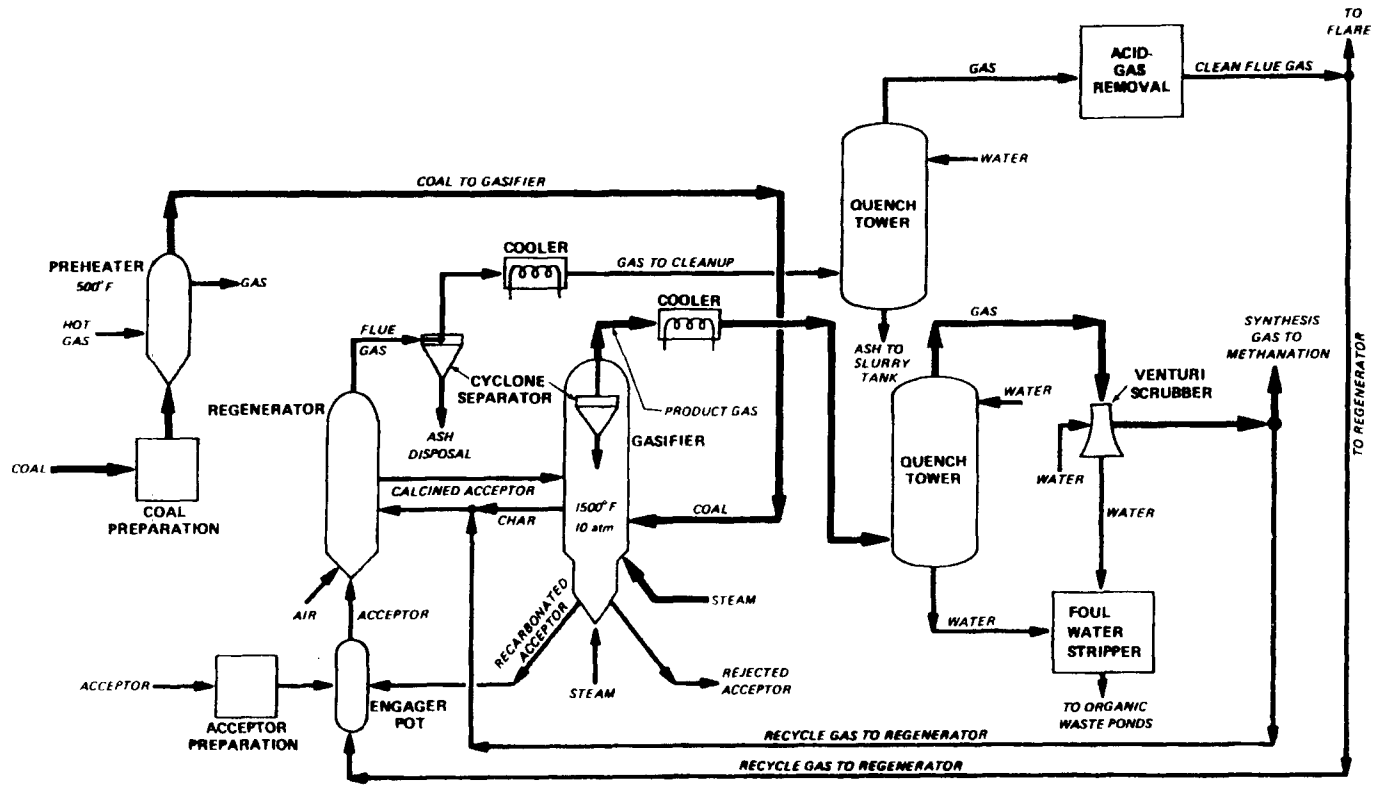 TO
FLARE
ACID-
GAS
REMOVAL
GAS
CLEAN FLUE GAS
WATER
COAL TO GASIFIER
QUENCH
TOWER
COOLER
GAS TO CLEANUP
PREHEATER
500°F
GAS
HOT
GAS
COOLER
FLUE
GAS
ASH TO
SLURRY
TANK
GAS
SYNTHESIS
GAS TO
METHANATION
TO REGENERATOR
CYCLONE
SEPARATOR
VENTURI
SCRUBBER
WATER
REGENERATOR
PRODUCT GAS
ASH
DISPOSAL
GASIFIER
COAL
QUENCH
TOWER
WATER
CALCINED ACCEPTOR
1500°F
10 atm
COAL
CHAR
COAL
PREPARATION
WATER
AIR
ACCEPTOR
RECARBONATED
ACCEPTOR
STEAM
FOUL
WATER
STRIPPER
WATER
ACCEPTOR
STEAM
REJECTED
ACCEPTOR
ENGAGER
POT
TO ORGANIC
WASTE PONDS
ACCEPTOR
PREPARATION
RECYCLE GAS TO REGENERATOR
RECYCLE GAS TO REGENERATOR